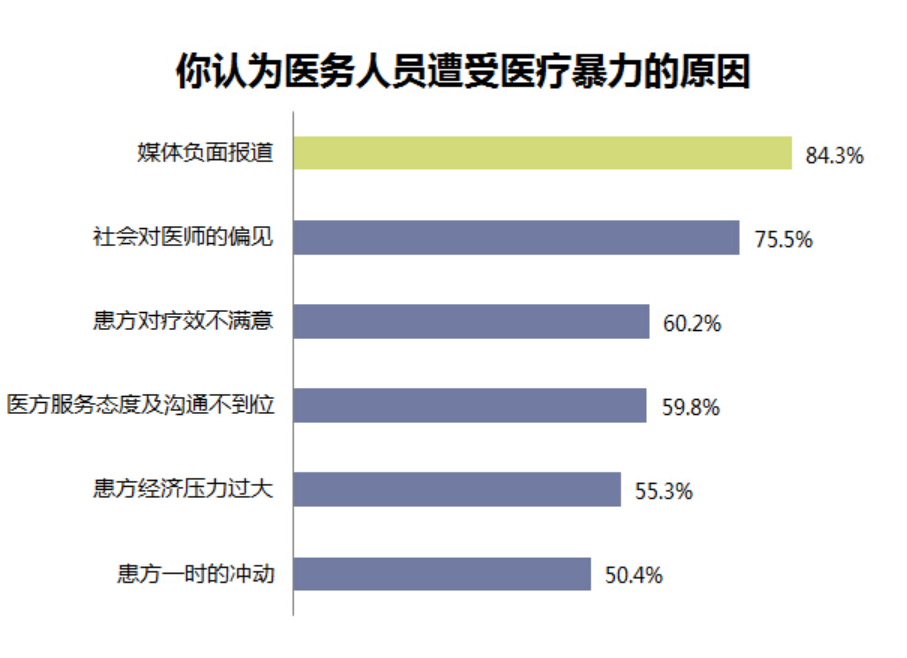 你认为医务人员遭受医疗暴力的原因
媒体负面报道 84.3%
社会对医师的偏见 75.5%
患方对疗效不满意 60.2%
医方服务态度及沟通不到位 59.8%
患方经济压力过大 55.3%
患方一时的冲动 50.4%